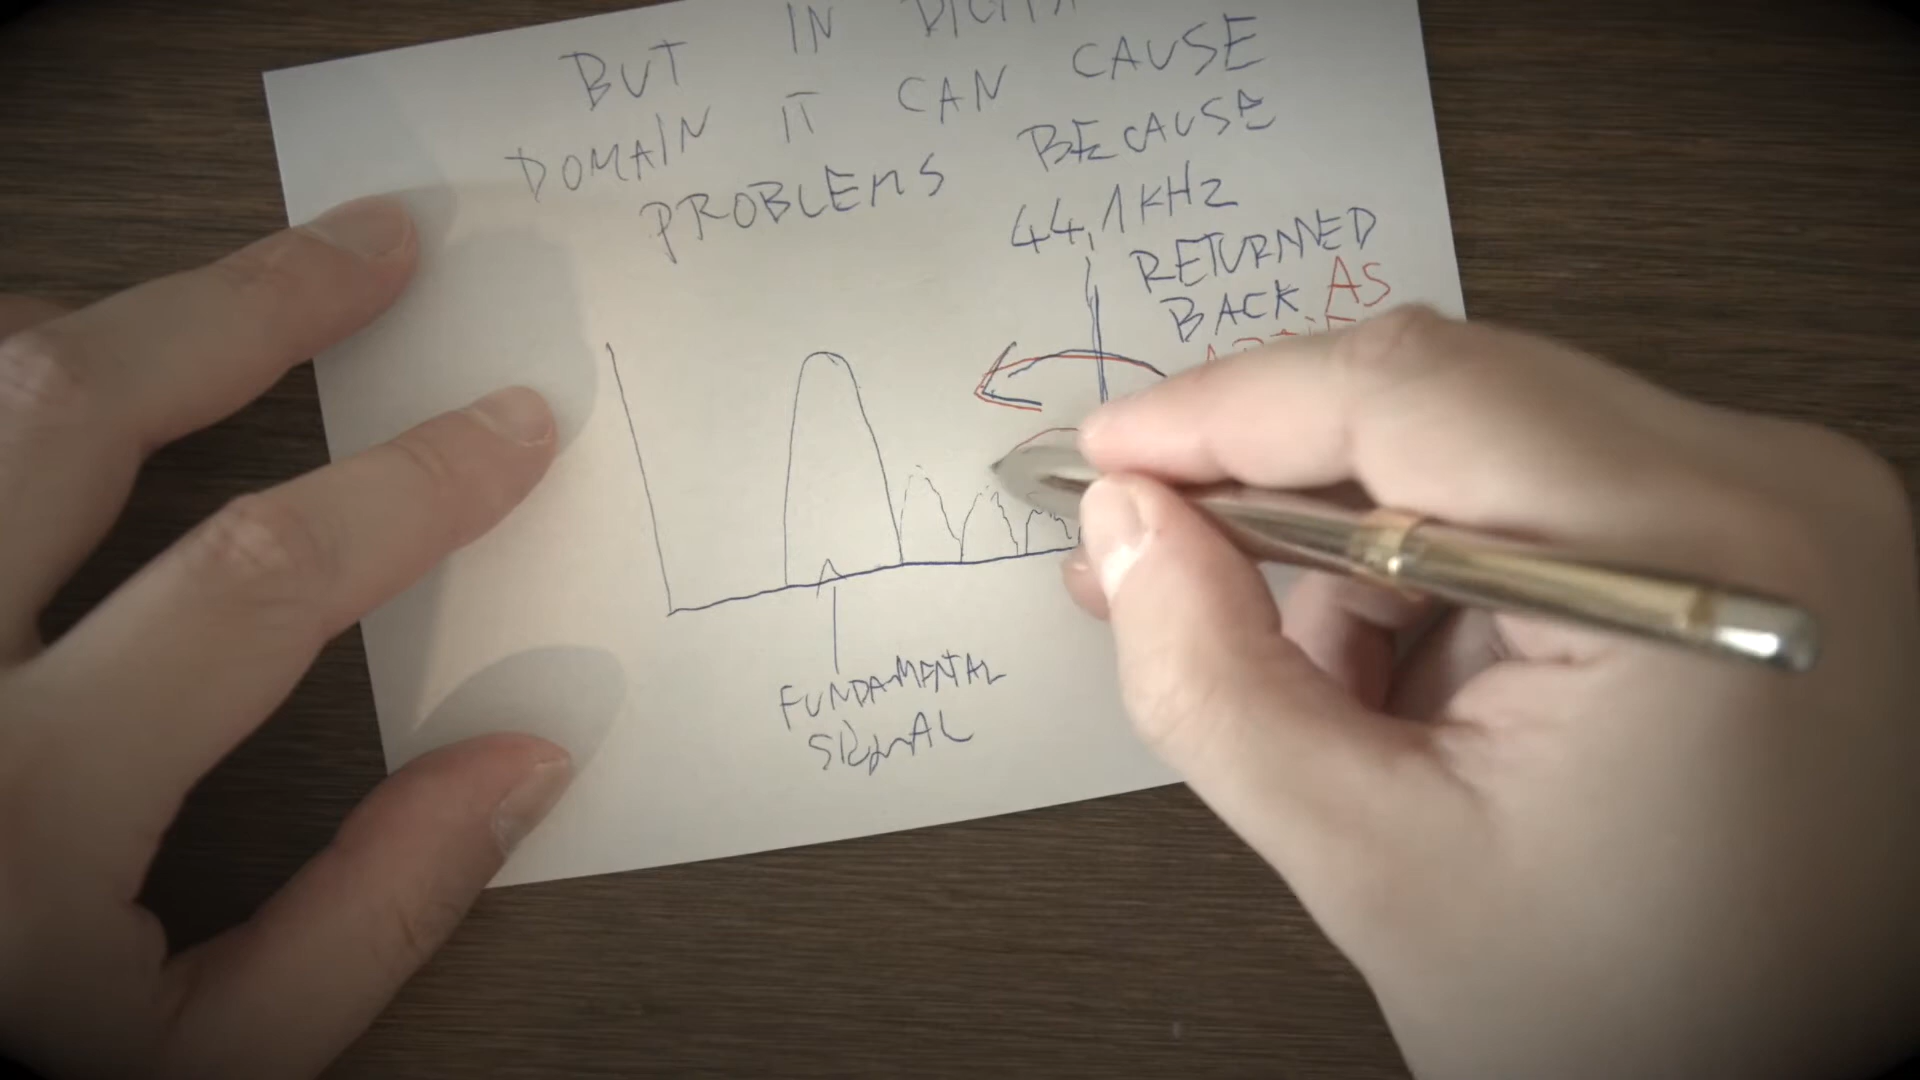 BUT IN
DOMAIN IT CAN CAUSE
PROBLEMS BECAUSE
44,1KHz
RETURNED
BACK AS
FUNDAMENTAL
SIGNAL